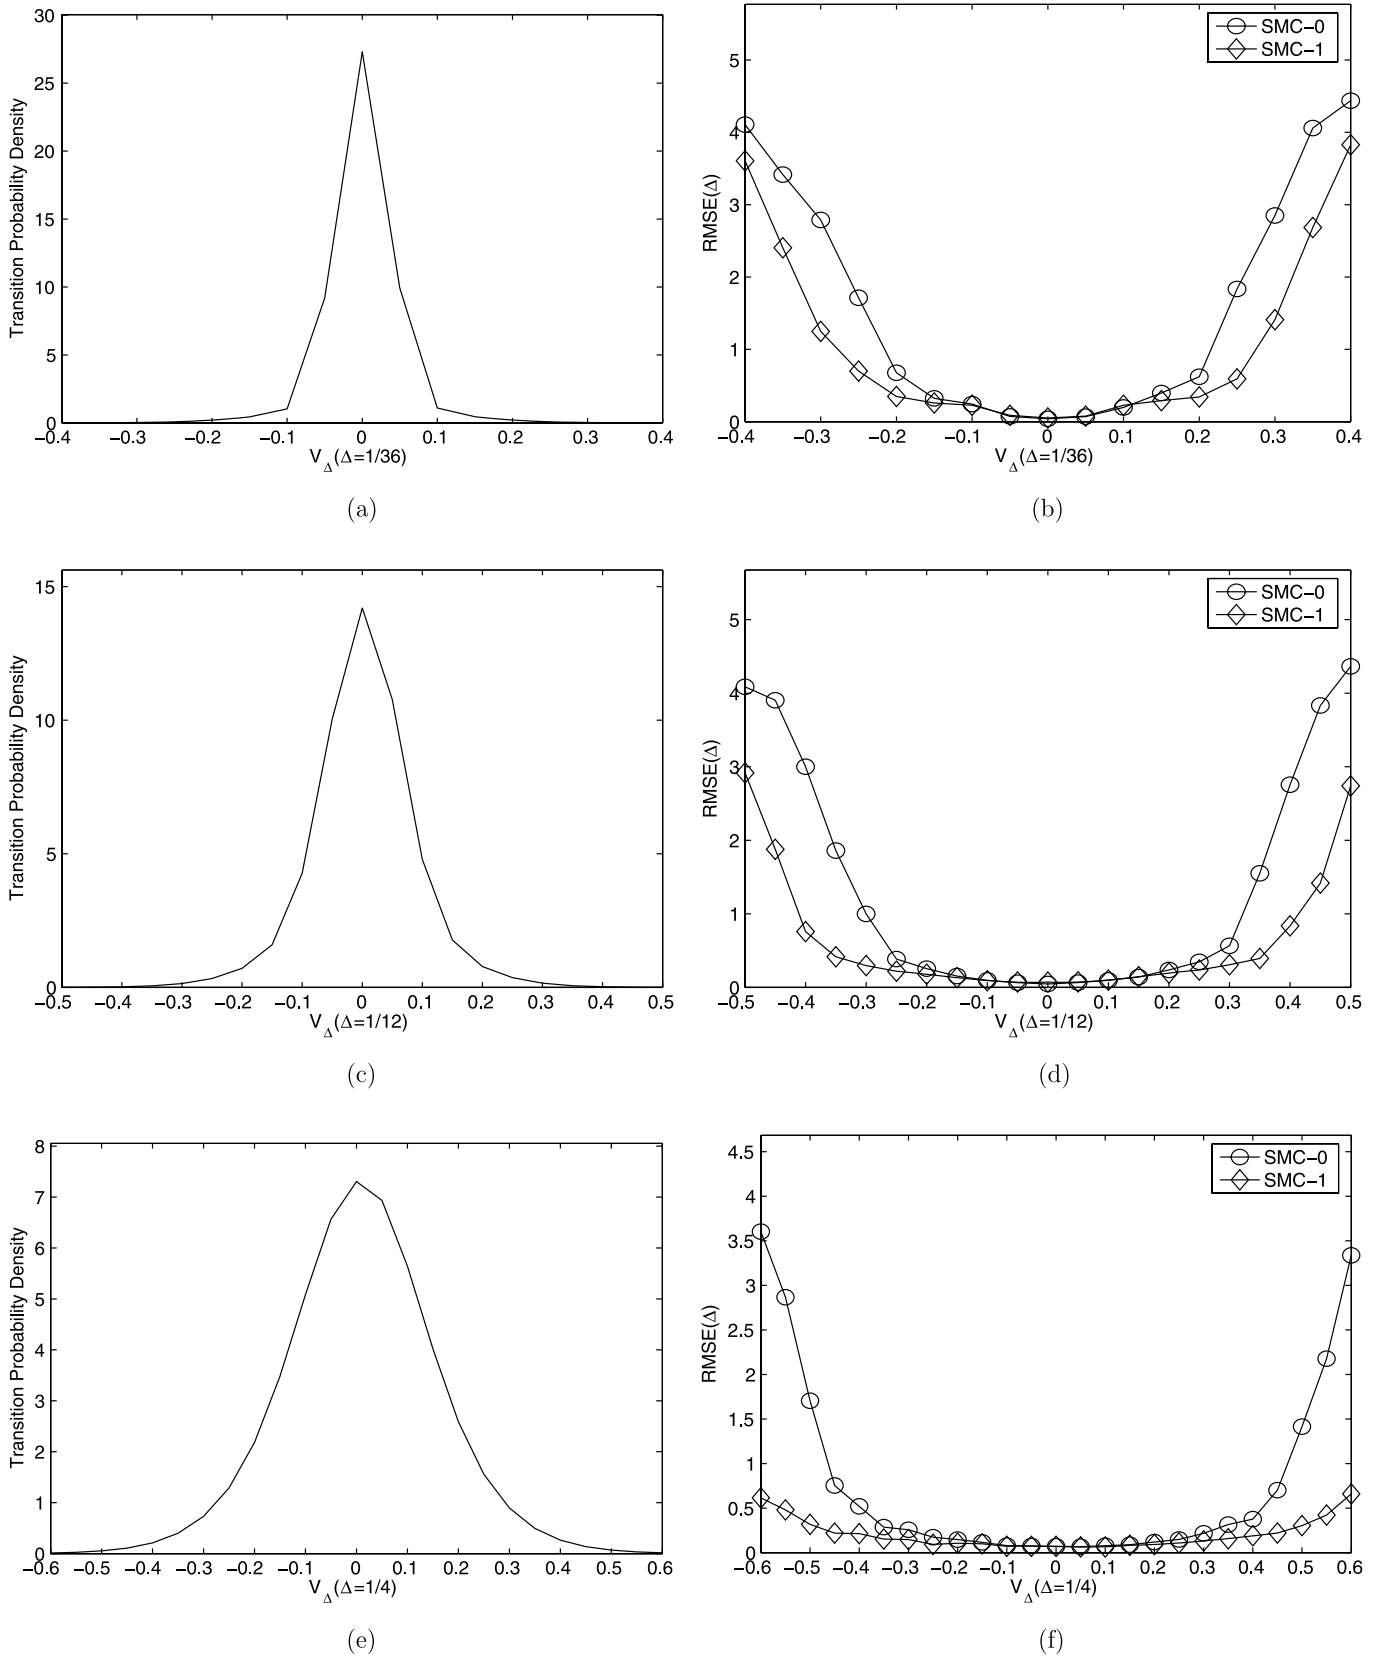 30
25
20
15
10
5
0
Transition Probability Density
−0.4 −0.3 −0.2 −0.1 0 0.1 0.2 0.3 0.4
V_Δ(Δ=1/36)
(a)
SMC−0
SMC−1
5
4
3
2
1
0
RMSE(Δ)
−0.4 −0.3 −0.2 −0.1 0 0.1 0.2 0.3 0.4
V_Δ(Δ=1/36)
(b)
15
10
5
0
Transition Probability Density
−0.5 −0.4 −0.3 −0.2 −0.1 0 0.1 0.2 0.3 0.4 0.5
V_Δ(Δ=1/12)
(c)
SMC−0
SMC−1
5
4
3
2
1
0
RMSE(Δ)
−0.5 −0.4 −0.3 −0.2 −0.1 0 0.1 0.2 0.3 0.4 0.5
V_Δ(Δ=1/12)
(d)
8
7
6
5
4
3
2
1
0
Transition Probability Density
−0.6 −0.5 −0.4 −0.3 −0.2 −0.1 0 0.1 0.2 0.3 0.4 0.5 0.6
V_Δ(Δ=1/4)
(e)
SMC−0
SMC−1
4.5
4
3.5
3
2.5
2
1.5
1
0.5
0
RMSE(Δ)
−0.6 −0.5 −0.4 −0.3 −0.2 −0.1 0 0.1 0.2 0.3 0.4 0.5 0.6
V_Δ(Δ=1/4)
(f)